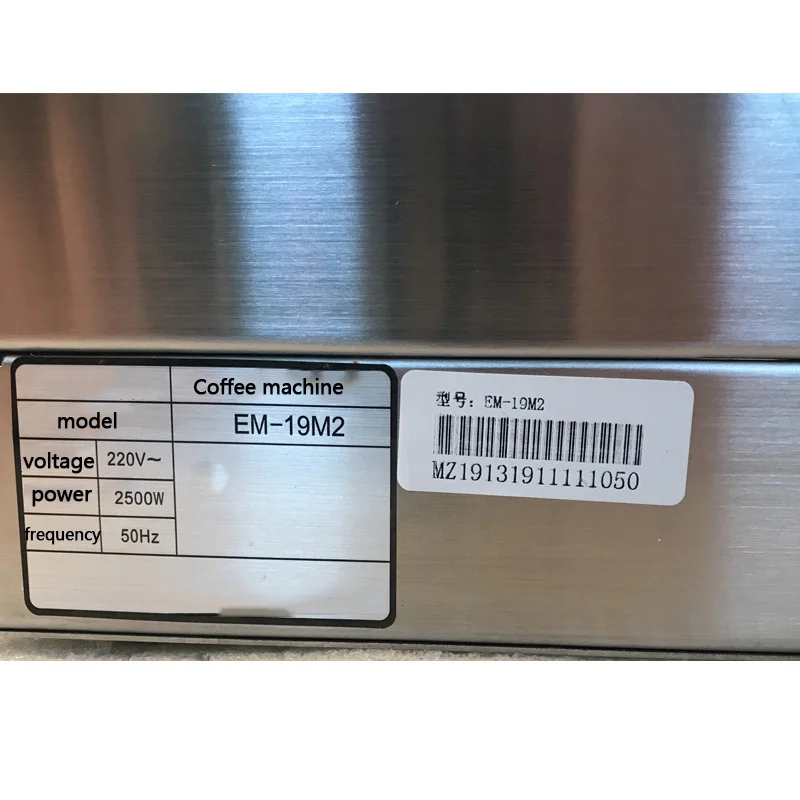 Coffee machine
model EM-19M2
voltage 220V~
power 2500W
frequency 50Hz
型号: EM-19M2
MZ19131911111050